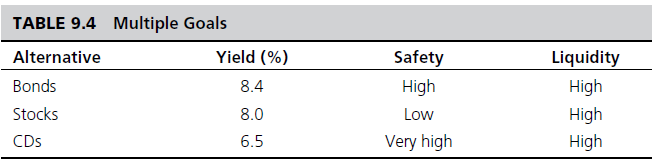 TABLE 9.4 Multiple Goals
Alternative Yield (%) Safety Liquidity
Bonds 8.4 High High
Stocks 8.0 Low High
CDs 6.5 Very high High